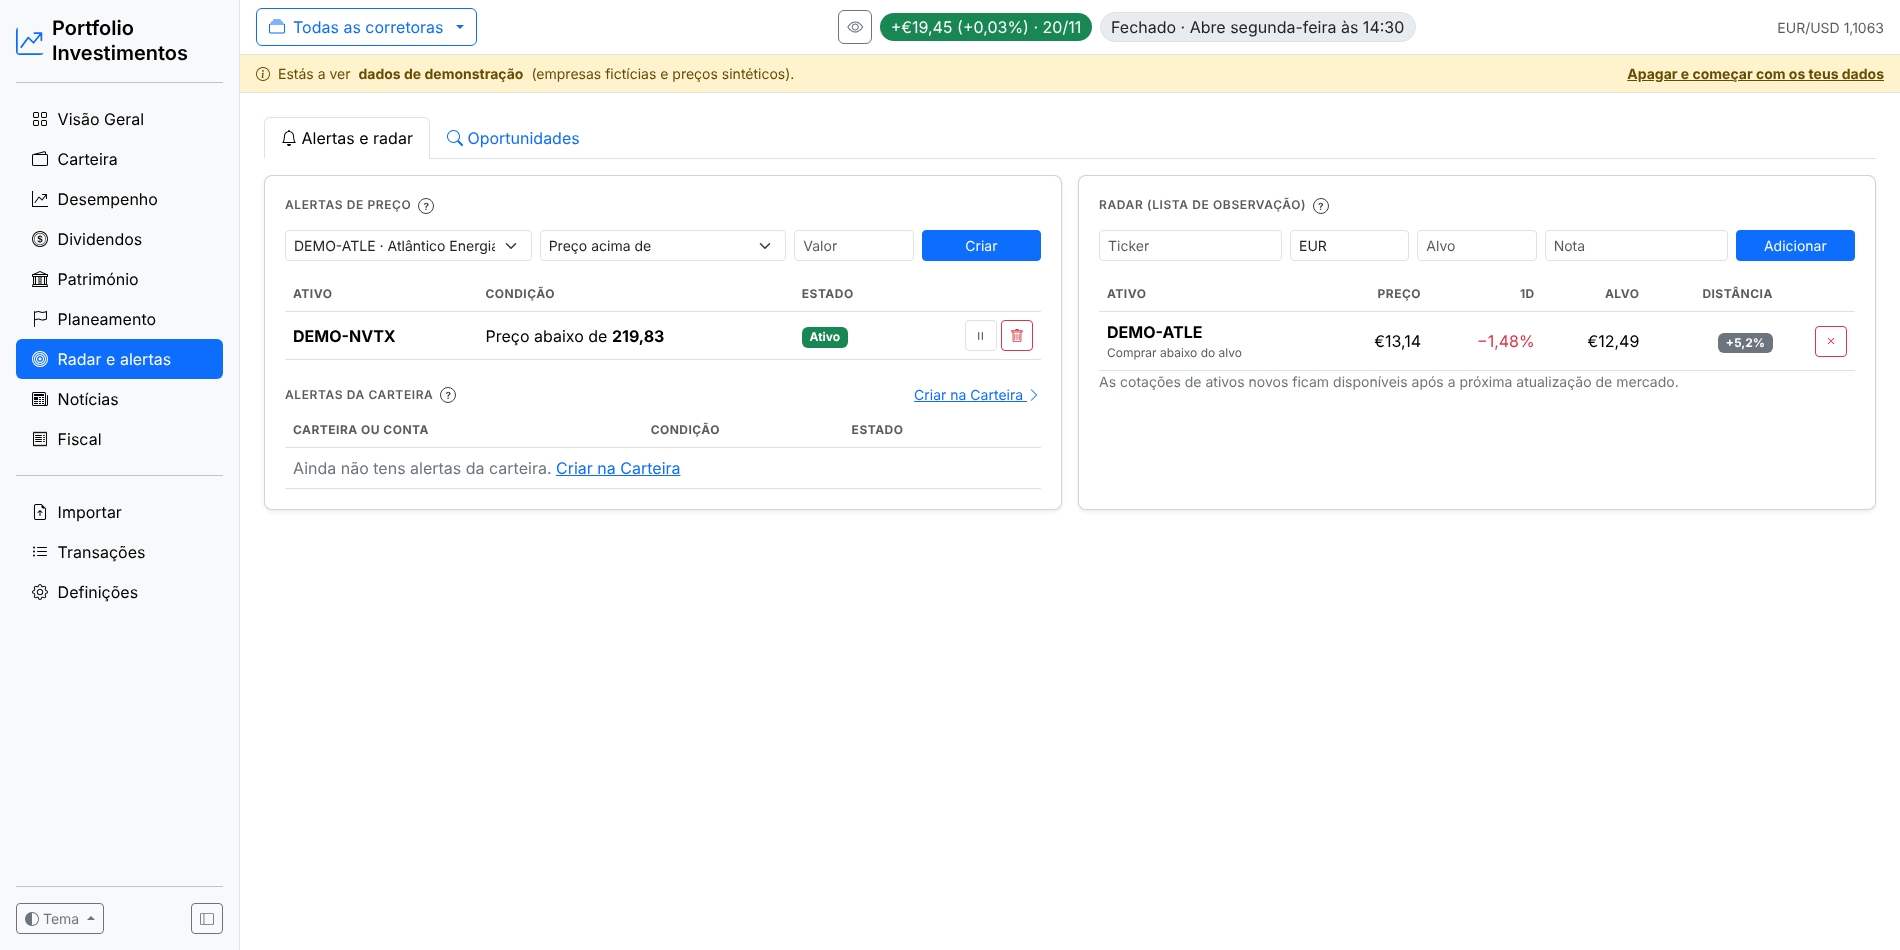 Portfolio
Investimentos
Visão Geral
Carteira
Desempenho
Dividendos
Património
Planeamento
Radar e alertas
Notícias
Fiscal
Importar
Transações
Definições
Tema
Todas as corretoras
+€19,45 (+0,03%) · 20/11
Fechado · Abre segunda-feira às 14:30
EUR/USD 1,1063
Estás a ver dados de demonstração (empresas fictícias e preços sintéticos).
Apagar e começar com os teus dados
Alertas e radar
Oportunidades
ALERTAS DE PREÇO ?
DEMO-ATLE · Atlântico Energia
Preço acima de
Valor
Criar
ATIVO CONDIÇÃO ESTADO
DEMO-NVTX Preço abaixo de 219,83 Ativo
ALERTAS DA CARTEIRA ?
Criar na Carteira
CARTEIRA OU CONTA CONDIÇÃO ESTADO
Ainda não tens alertas da carteira. Criar na Carteira
RADAR (LISTA DE OBSERVAÇÃO) ?
Ticker
EUR
Alvo
Nota
Adicionar
ATIVO PREÇO 1D ALVO DISTÂNCIA
DEMO-ATLE €13,14 −1,48% €12,49 +5,2%
Comprar abaixo do alvo
As cotações de ativos novos ficam disponíveis após a próxima atualização de mercado.